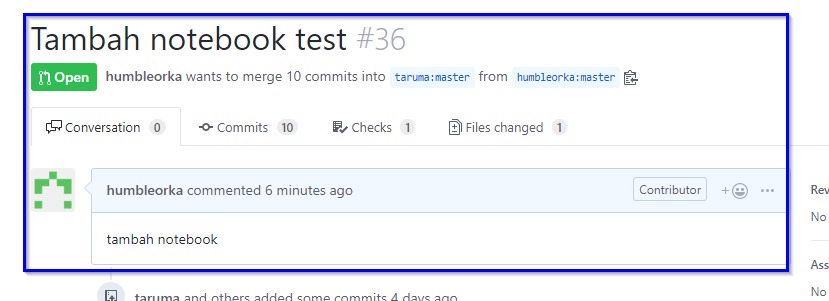 Tambah notebook test #36
Open humbleorka wants to merge 10 commits into taruma:master from humbleorka:master
Conversation 0 Commits 10 Checks 1 Files changed 1
humbleorka commented 6 minutes ago Contributor + ...
tambah notebook
Rev
No
Ass
No
taruma and others added some commits 4 days ago